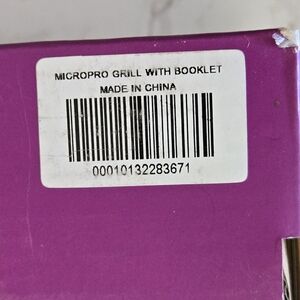 MICROPRO GRILL WITH BOOKLET
MADE IN CHINA
00010132283671